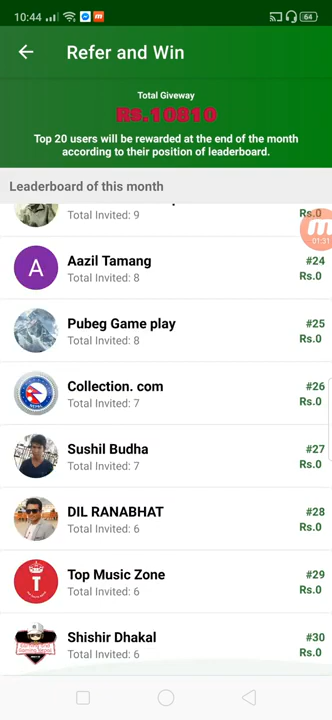 10:44
64
Refer and Win
Total Giveway
Rs.10810
Top 20 users will be rewarded at the end of the month
according to their position of leaderboard.
Leaderboard of this month
Total Invited: 9
Rs.0
01:31
A
Aazil Tamang
#24
Total Invited: 8
Rs.0
Pubeg Game play
#25
Total Invited: 8
Rs.0
Collection. com
#26
Total Invited: 7
Rs.0
Sushil Budha
#27
Total Invited: 7
Rs.0
DIL RANABHAT
#28
Total Invited: 6
Rs.0
T
Top Music Zone
#29
Total Invited: 6
Rs.0
Shishir Dhakal
#30
Total Invited: 6
Rs.0